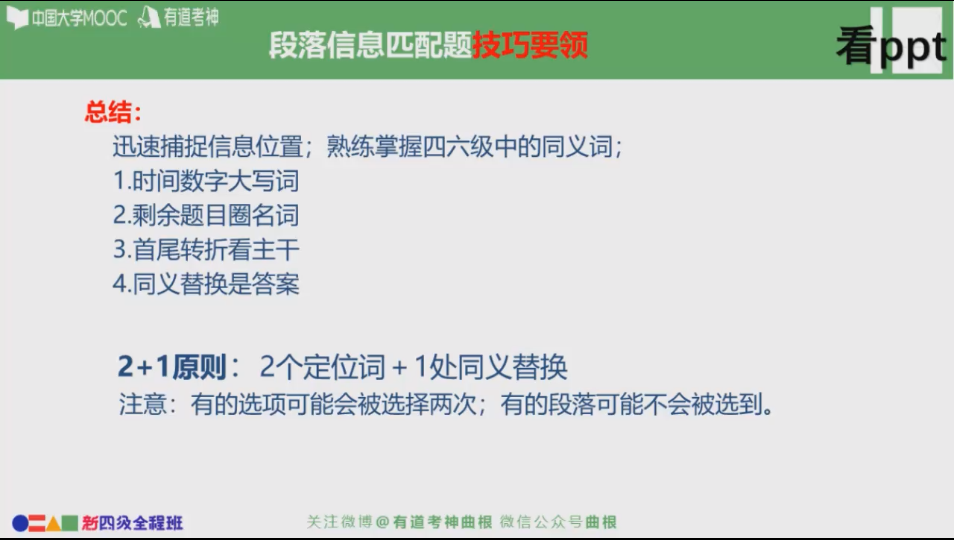 中国大学MOOC 有道考神
段落信息匹配题技巧要领
看ppt
总结：
迅速捕捉信息位置；熟练掌握四六级中的同义词；
1.时间数字大写词
2.剩余题目圈名词
3.首尾转折看主干
4.同义替换是答案
2+1原则：2个定位词＋1处同义替换
注意：有的选项可能会被选择两次；有的段落可能不会被选到。
新四级全程班
关注微博@有道考神曲根 微信公众号曲根